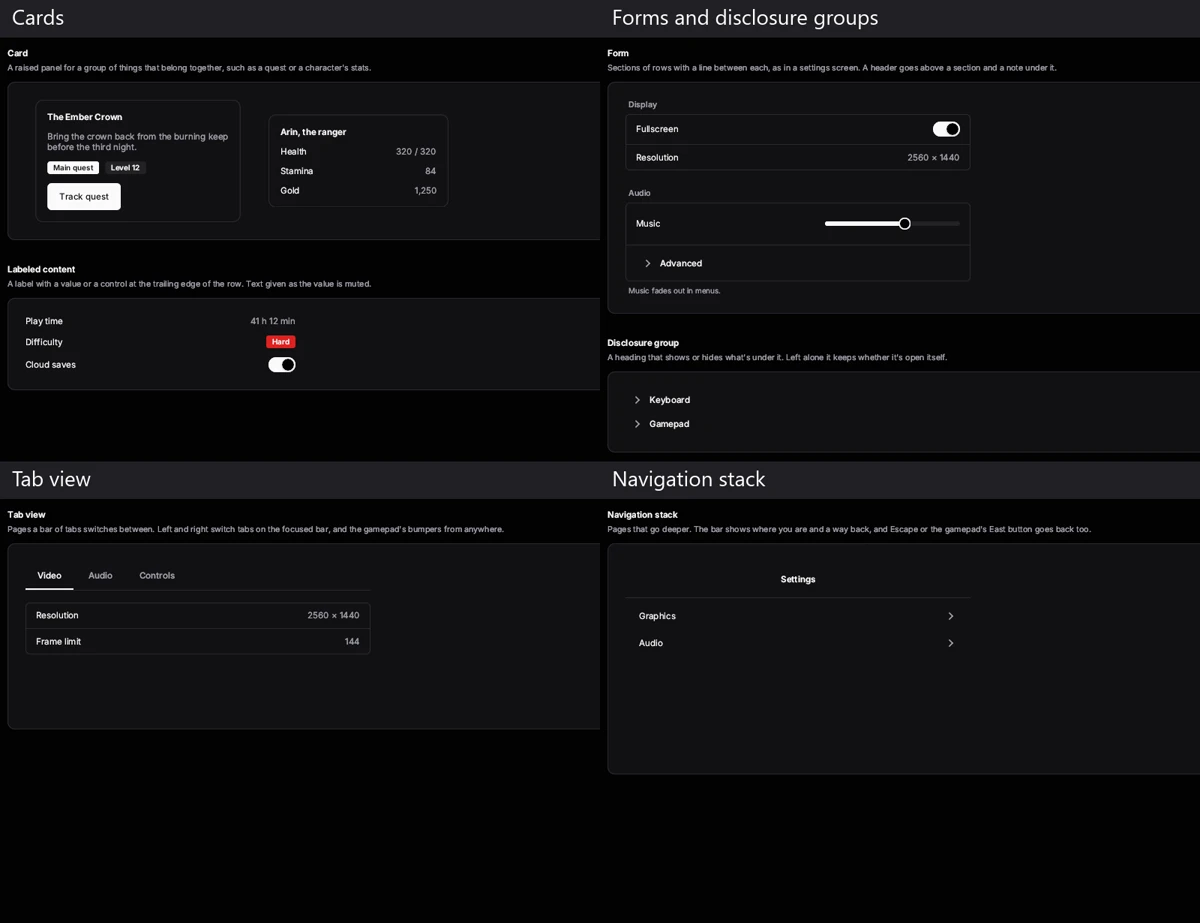 Cards
Card
A raised panel for a group of things that belong together, such as a quest or a character's stats.
The Ember Crown
Bring the crown back from the burning keep
before the third night.
Main quest
Level 12
Track quest
Arin, the ranger
Health
320 / 320
Stamina
84
Gold
1,250
Labeled content
A label with a value or a control at the trailing edge of the row. Text given as the value is muted.
Play time
41 h 12 min
Difficulty
Hard
Cloud saves
Forms and disclosure groups
Form
Sections of rows with a line between each, as in a settings screen. A header goes above a section and a note under it.
Display
Fullscreen
Resolution
2560 × 1440
Audio
Music
Advanced
Music fades out in menus.
Disclosure group
A heading that shows or hides what's under it. Left alone it keeps whether it's open itself.
Keyboard
Gamepad
Tab view
Tab view
Pages a bar of tabs switches between. Left and right switch tabs on the focused bar, and the gamepad's bumpers from anywhere.
Video
Audio
Controls
Resolution
2560 × 1440
Frame limit
144
Navigation stack
Navigation stack
Pages that go deeper. The bar shows where you are and a way back, and Escape or the gamepad's East button goes back too.
Settings
Graphics
Audio